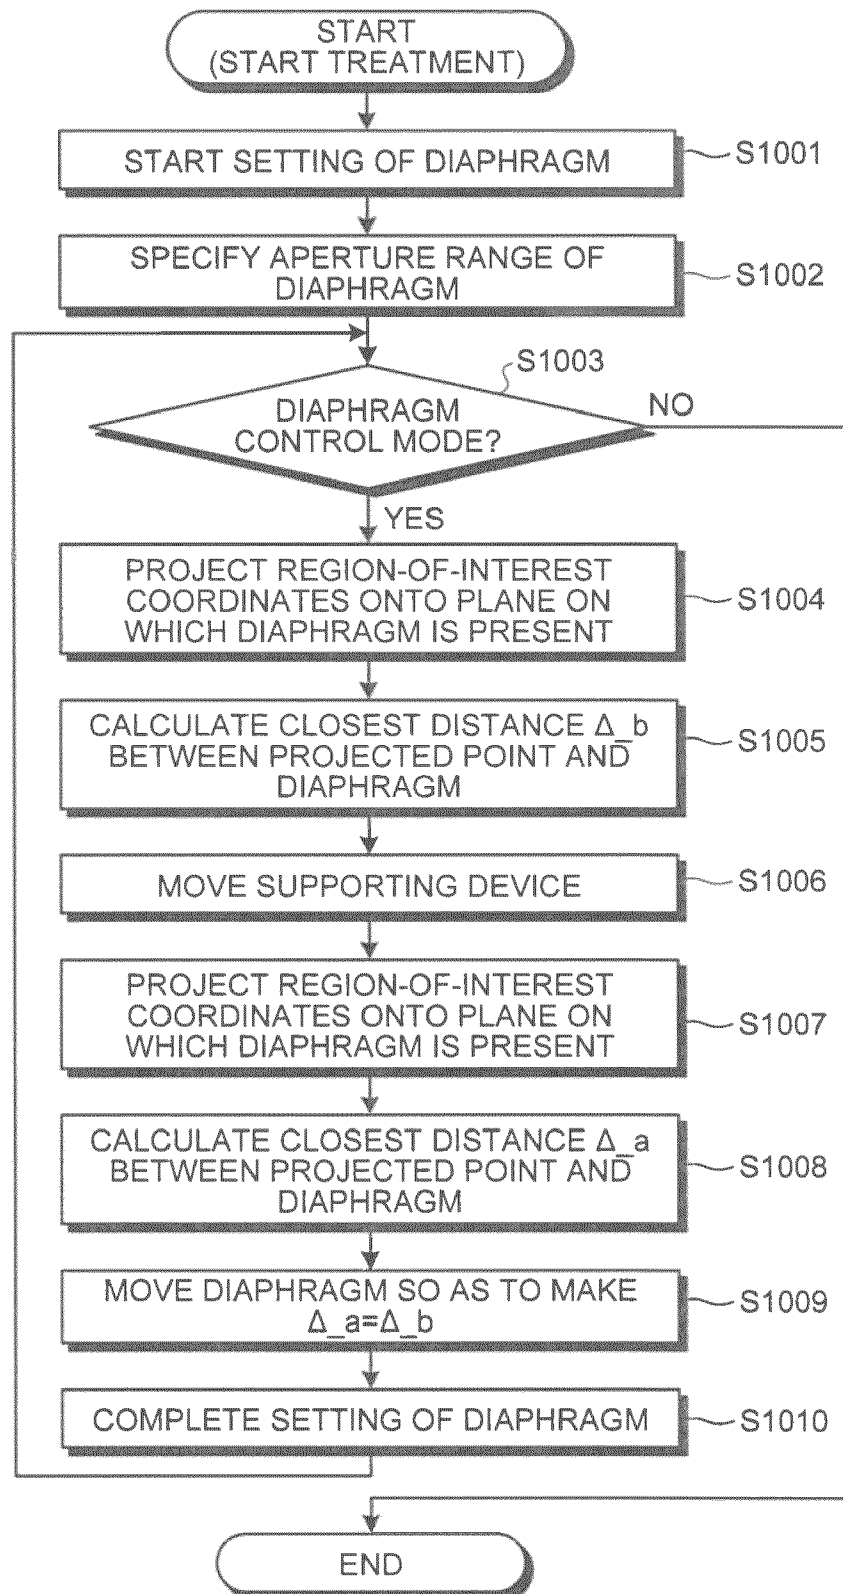 START
(START TREATMENT)
START SETTING OF DIAPHRAGM
S1001
SPECIFY APERTURE RANGE OF
DIAPHRAGM
S1002
S1003
DIAPHRAGM
CONTROL MODE?
NO
YES
PROJECT REGION-OF-INTEREST
COORDINATES ONTO PLANE ON
WHICH DIAPHRAGM IS PRESENT
S1004
CALCULATE CLOSEST DISTANCE Δ_b
BETWEEN PROJECTED POINT AND
DIAPHRAGM
S1005
MOVE SUPPORTING DEVICE
S1006
PROJECT REGION-OF-INTEREST
COORDINATES ONTO PLANE ON
WHICH DIAPHRAGM IS PRESENT
S1007
CALCULATE CLOSEST DISTANCE Δ_a
BETWEEN PROJECTED POINT AND
DIAPHRAGM
S1008
MOVE DIAPHRAGM SO AS TO MAKE
Δ_a=Δ_b
S1009
COMPLETE SETTING OF DIAPHRAGM
S1010
END